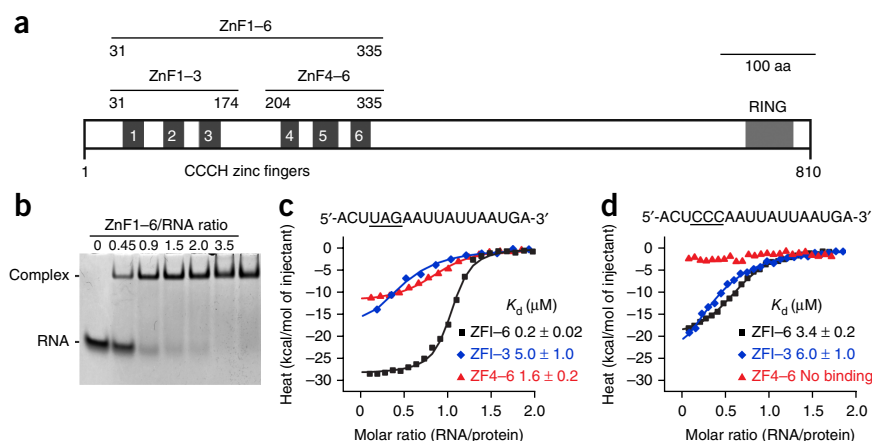 a
ZnF1–6
31 335
ZnF1–3 ZnF4–6 100 aa
31 174 204 335 RING
1 2 3 4 5 6
1 CCCH zinc fingers 810
b
ZnF1–6/RNA ratio
0 0.45 0.9 1.5 2.0 3.5
Complex
RNA
c
5′-ACUUAGAAUUAUUAAUGA-3′
Heat (kcal/mol of injectant)
0
–5
–10
–15
–20
–25
–30
Kd (μM)
ZFI–6 0.2 ± 0.02
ZFI–3 5.0 ± 1.0
ZF4–6 1.6 ± 0.2
0 0.5 1.0 1.5 2.0
Molar ratio (RNA/protein)
d
5′-ACUCCCAAUUAUUAAUGA-3′
Heat (kcal/mol of injectant)
0
–5
–10
–15
–20
–25
–30
Kd (μM)
ZFI–6 3.4 ± 0.2
ZFI–3 6.0 ± 1.0
ZF4–6 No binding
0 0.5 1.0 1.5 2.0
Molar ratio (RNA/protein)